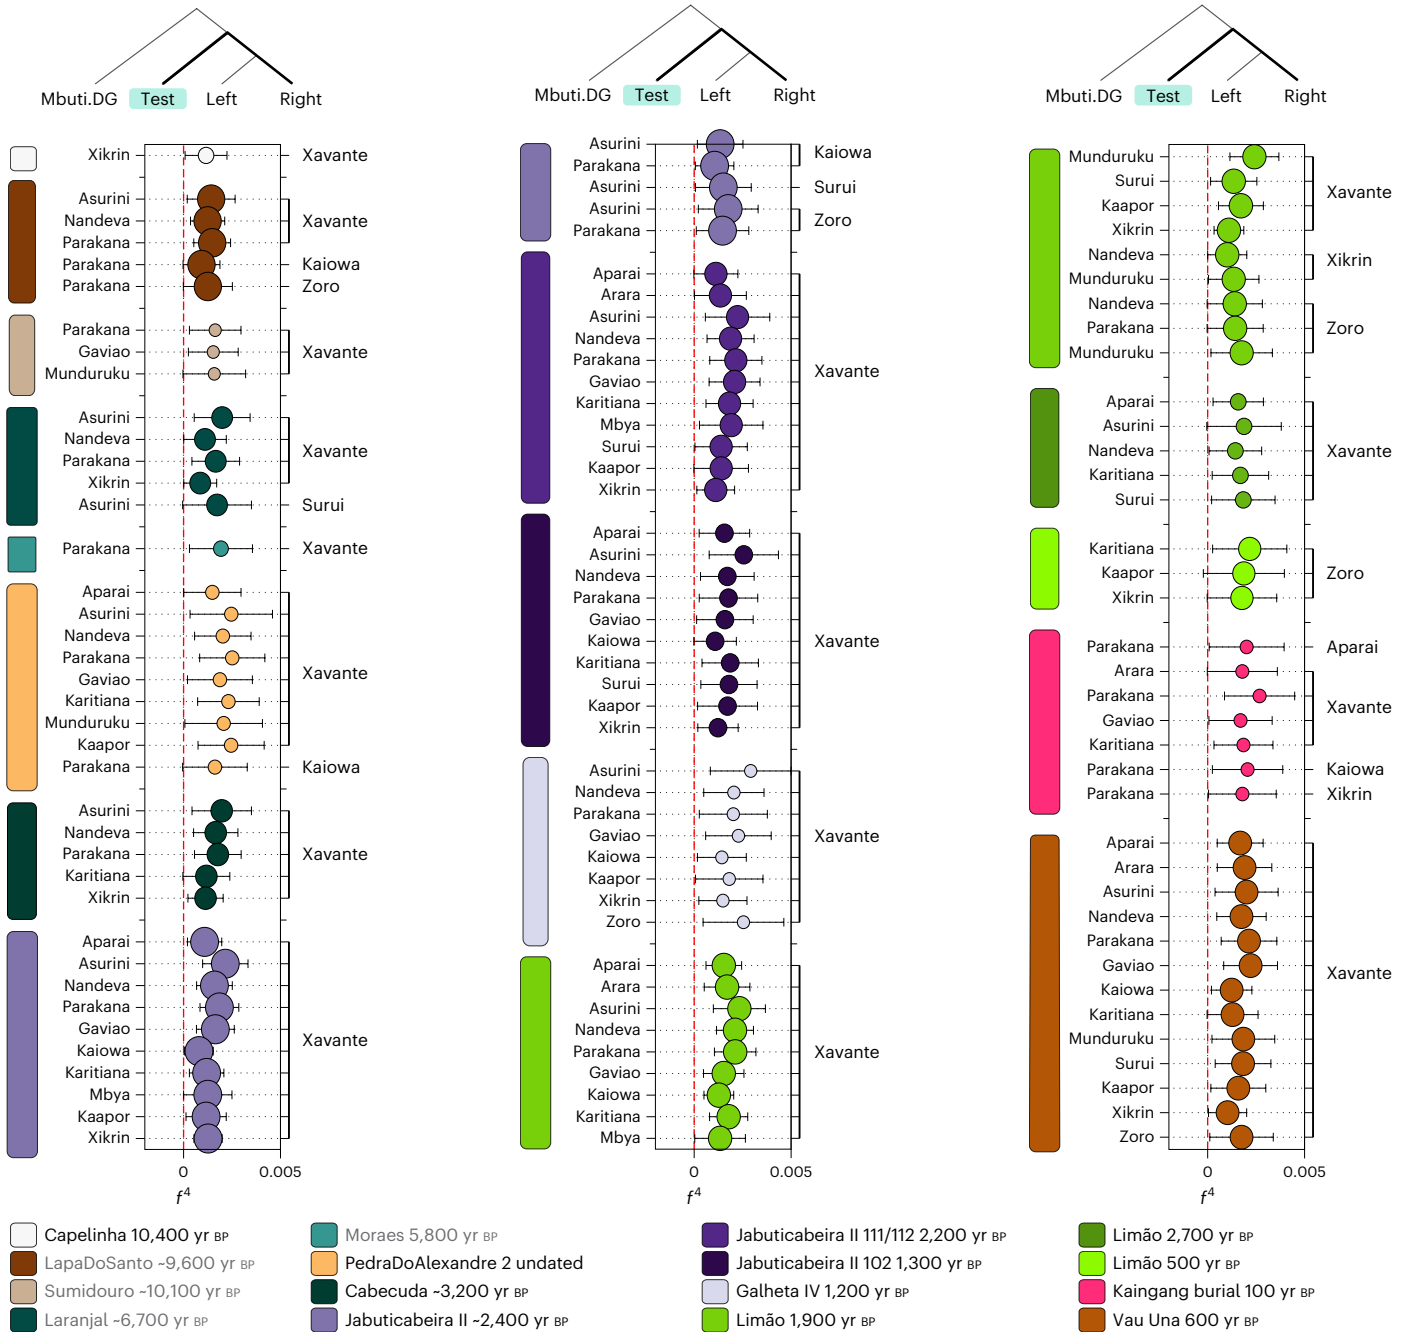 Mbuti.DG Test Left Right
Xikrin Xavante
Asurini
Nandeva Xavante
Parakana
Parakana Kaiowa
Parakana Zoro
Parakana
Gaviao Xavante
Munduruku
Asurini
Nandeva
Xavante
Parakana
Xikrin
Asurini Surui
Parakana Xavante
Aparai
Asurini
Nandeva
Parakana
Xavante
Gaviao
Karitiana
Munduruku
Kaapor
Parakana Kaiowa
Asurini
Nandeva
Parakana Xavante
Karitiana
Xikrin
Aparai
Asurini
Nandeva
Parakana
Gaviao
Xavante
Kaiowa
Karitiana
Mbya
Kaapor
Xikrin
0 0.005
f⁴
Mbuti.DG Test Left Right
Asurini
Kaiowa
Parakana
Asurini Surui
Asurini
Zoro
Parakana
Aparai
Arara
Asurini
Nandeva
Parakana
Xavante
Gaviao
Karitiana
Mbya
Surui
Kaapor
Xikrin
Aparai
Asurini
Nandeva
Parakana
Gaviao
Kaiowa Xavante
Karitiana
Surui
Kaapor
Xikrin
Asurini
Nandeva
Parakana
Gaviao Xavante
Kaiowa
Kaapor
Xikrin
Zoro
Aparai
Arara
Asurini
Nandeva
Parakana Xavante
Gaviao
Kaiowa
Karitiana
Mbya
0 0.005
f⁴
Mbuti.DG Test Left Right
Munduruku
Surui
Xavante
Kaapor
Xikrin
Nandeva
Xikrin
Munduruku
Nandeva
Parakana Zoro
Munduruku
Aparai
Asurini
Nandeva Xavante
Karitiana
Surui
Karitiana
Kaapor Zoro
Xikrin
Parakana Aparai
Arara
Parakana
Xavante
Gaviao
Karitiana
Parakana Kaiowa
Parakana Xikrin
Aparai
Arara
Asurini
Nandeva
Parakana
Gaviao
Xavante
Kaiowa
Karitiana
Munduruku
Surui
Kaapor
Xikrin
Zoro
0 0.005
f⁴
Capelinha 10,400 yr BP
LapaDoSanto ~9,600 yr BP
Sumidouro ~10,100 yr BP
Laranjal ~6,700 yr BP
Moraes 5,800 yr BP
PedraDoAlexandre 2 undated
Cabecuda ~3,200 yr BP
Jabuticabeira II ~2,400 yr BP
Jabuticabeira II 111/112 2,200 yr BP
Jabuticabeira II 102 1,300 yr BP
Galheta IV 1,200 yr BP
Limão 1,900 yr BP
Limão 2,700 yr BP
Limão 500 yr BP
Kaingang burial 100 yr BP
Vau Una 600 yr BP